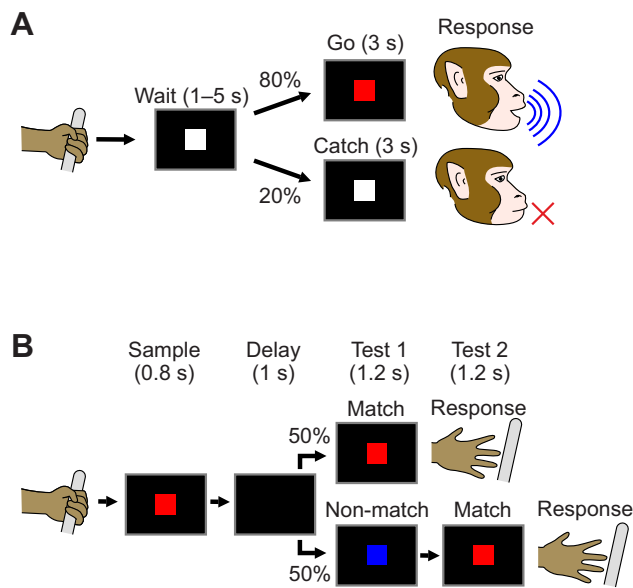 A
Go (3 s)
Response
80%
Wait (1–5 s)
Catch (3 s)
20%
B
Sample
(0.8 s)
Delay
(1 s)
Test 1
(1.2 s)
Test 2
(1.2 s)
Match
Response
50%
Non-match
Match
Response
50%